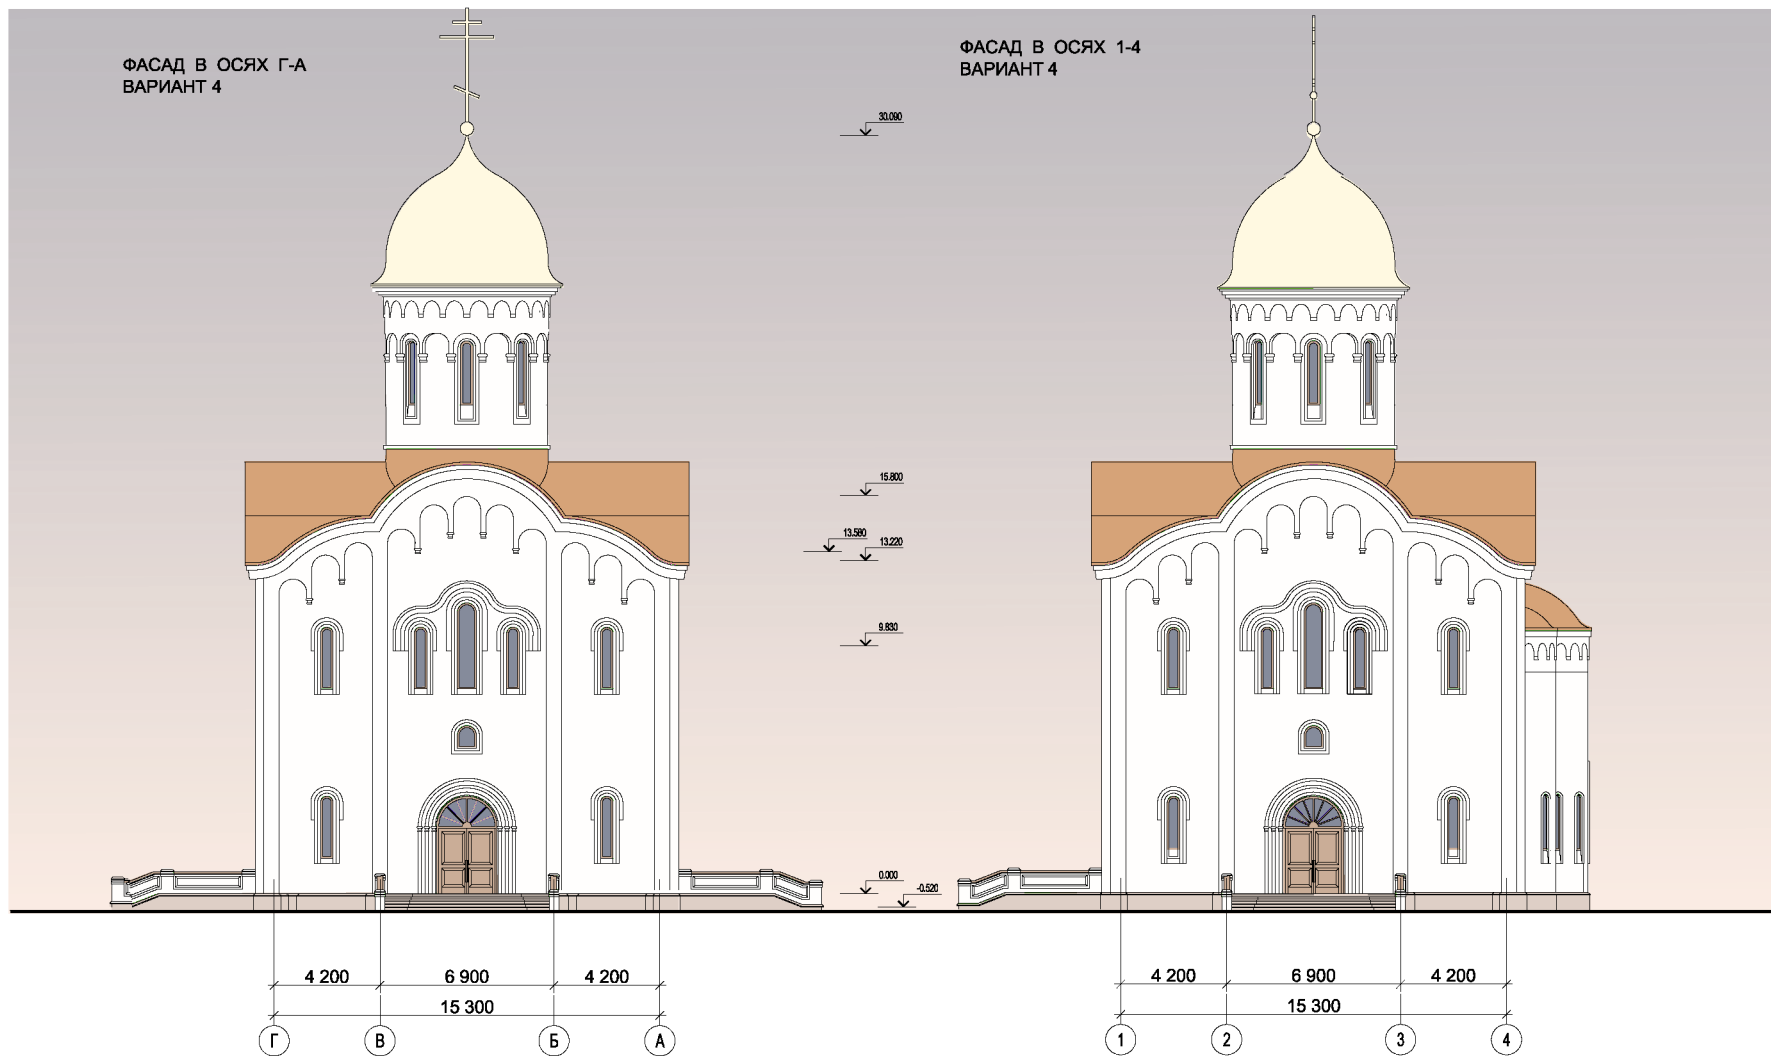 ФАСАД В ОСЯХ Г-А
ВАРИАНТ 4
ФАСАД В ОСЯХ 1-4
ВАРИАНТ 4
30.090
15.800
13.580
13.220
9.830
0.000
-0.520
4 200
6 900
4 200
15 300
Г
В
Б
А
4 200
6 900
4 200
15 300
1
2
3
4